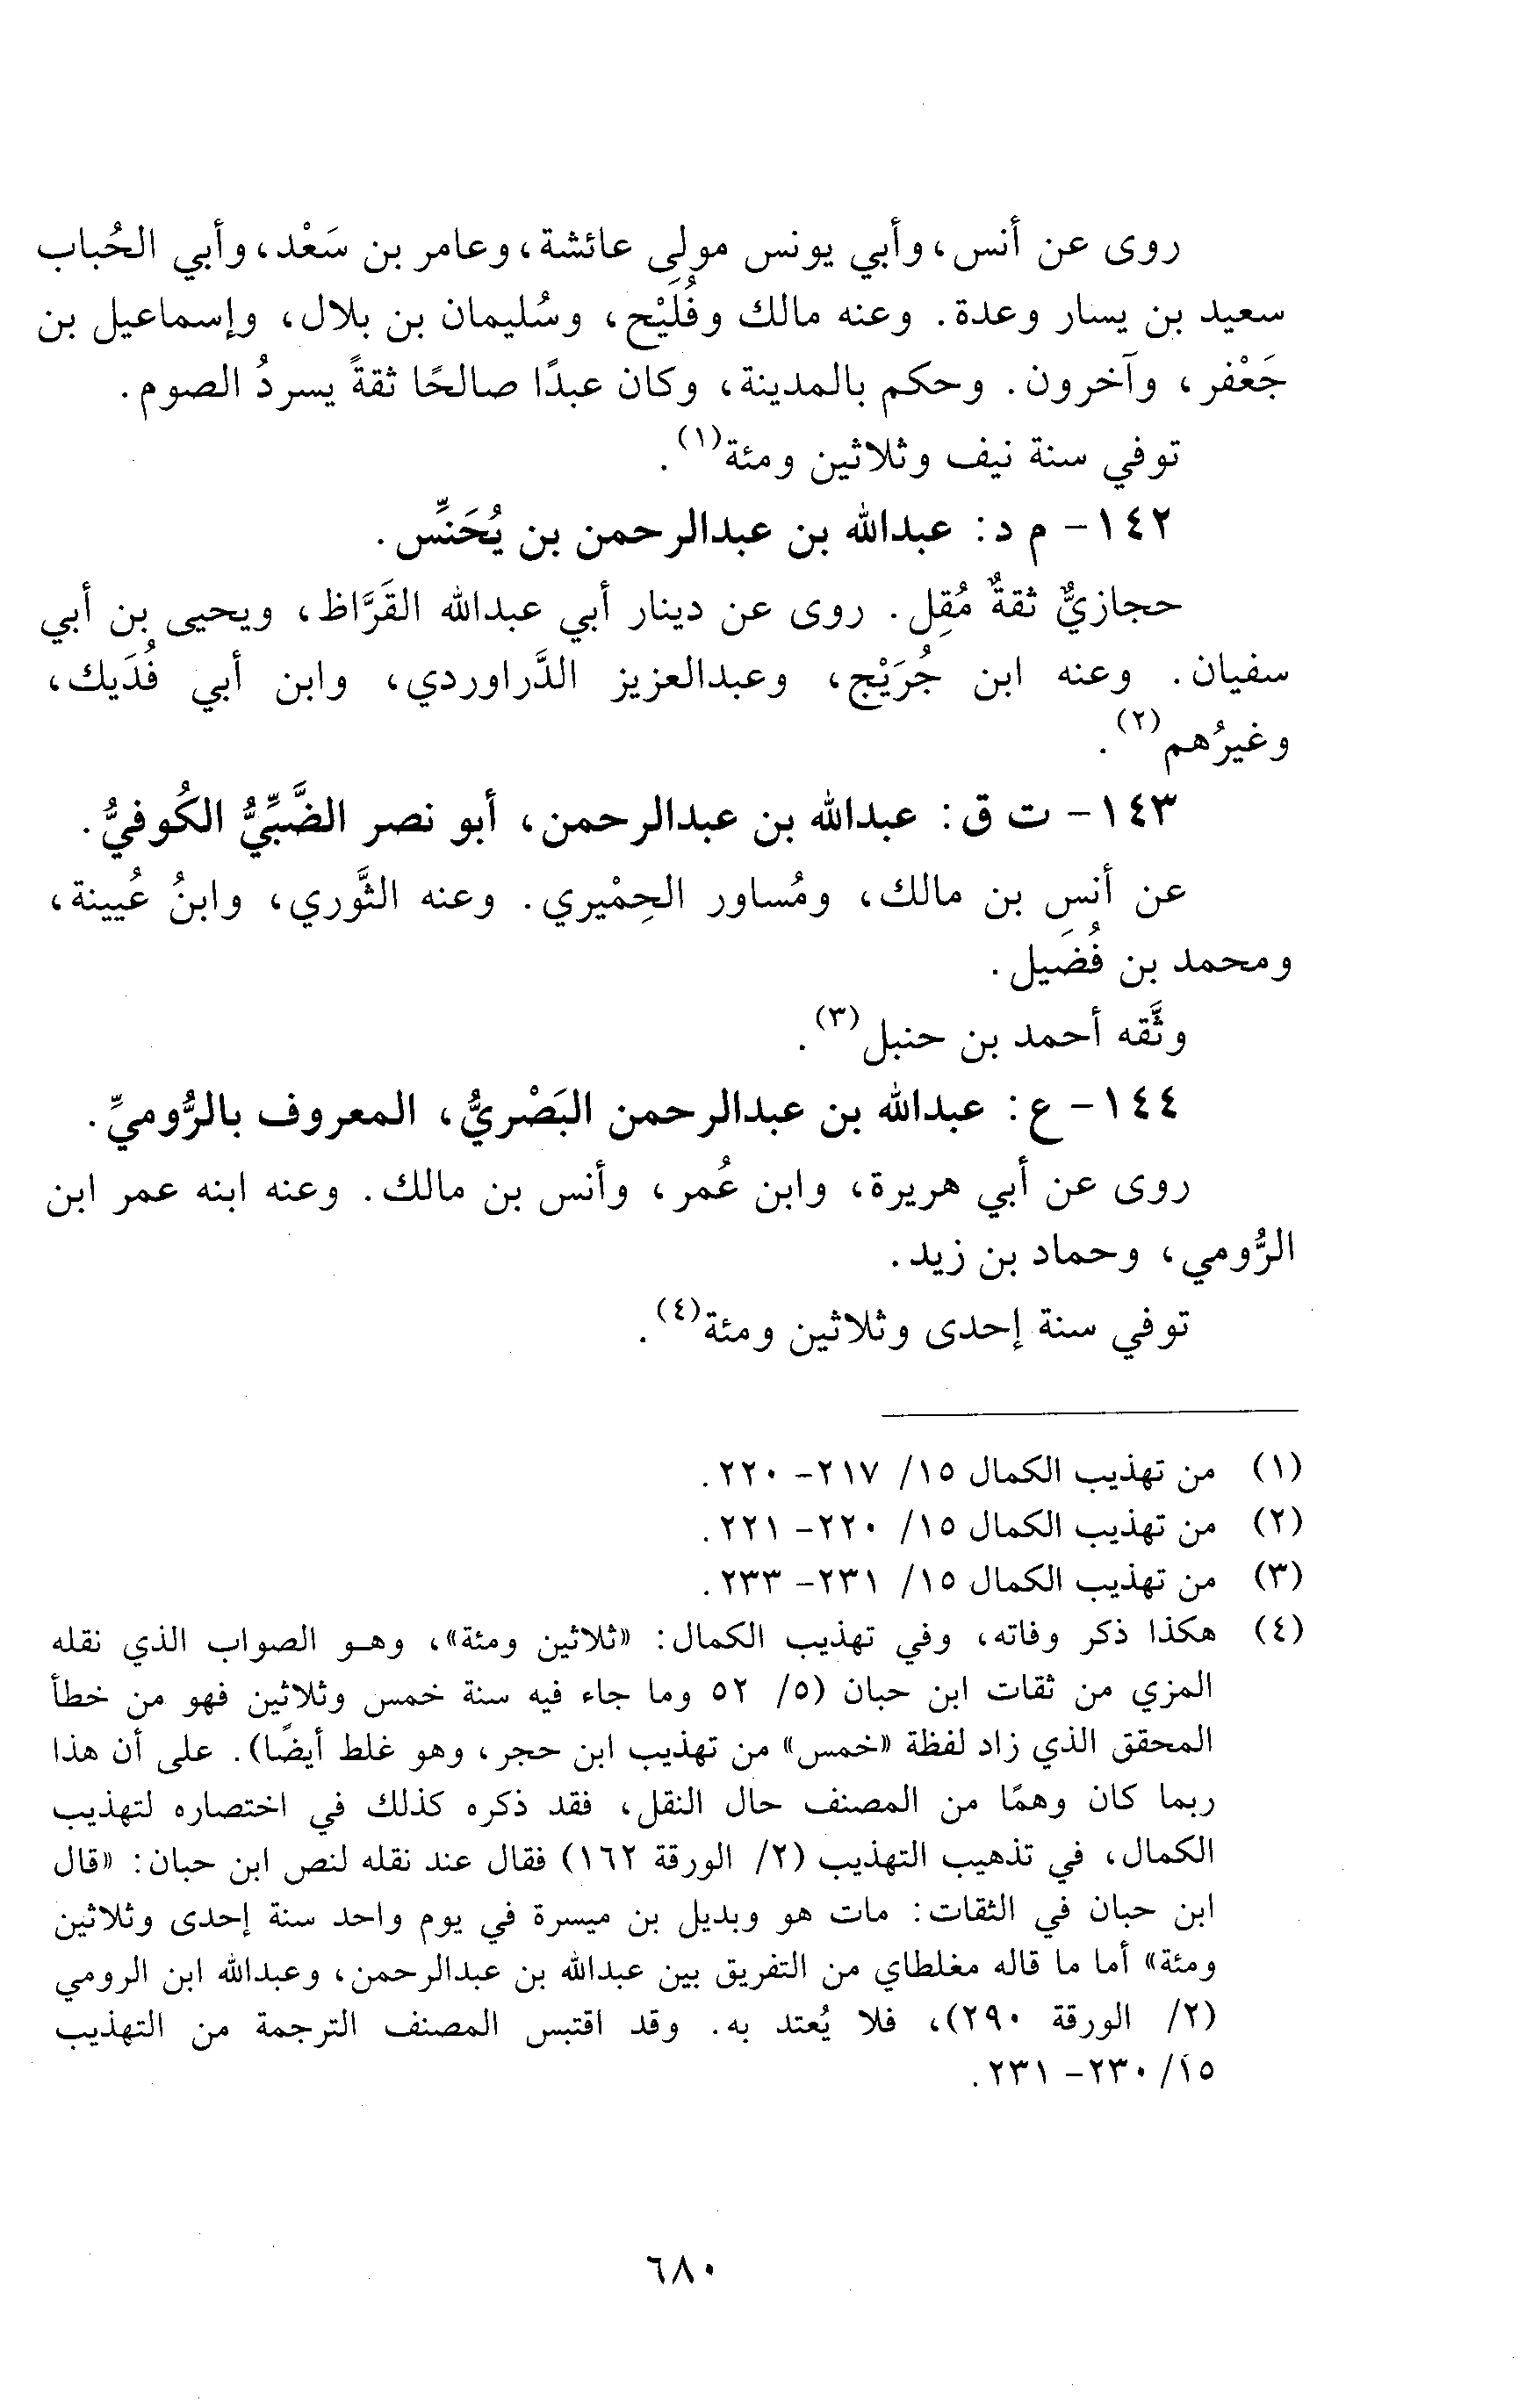 روى عن أنس، وأبي يونس مولى عائشة، وعامر بن سَعْد، وأبي الحُباب
سعيد بن يسار وعدة. وعنه مالك وفُلَيْح، وسُليمان بن بلال، وإسماعيل بن
جَعْفر، وآخرون. وحكم بالمدينة، وكان عبدًا صالحًا ثقةً يسردُ الصوم.
توفي سنة نيف وثلاثين ومئة(١).
١٤٢- م د: عبدالله بن عبدالرحمن بن يُحَنِّس.
حجازيٌّ ثقةٌ مُقِل. روى عن دينار أبي عبدالله القَرَّاظ، ويحيى بن أبي
سفيان. وعنه ابن جُرَيْج، وعبدالعزيز الدَّراوردي، وابن أبي فُدَيك،
وغيرُهم(٢).
١٤٣- ت ق: عبدالله بن عبدالرحمن، أبو نصر الضَّبِّيُّ الكُوفيُّ.
عن أنس بن مالك، ومُساور الحِمْيري. وعنه الثَّوري، وابنُ عُيينة،
ومحمد بن فُضَيل.
وثَّقه أحمد بن حنبل(٣).
١٤٤- ع: عبدالله بن عبدالرحمن البَصْريُّ، المعروف بالرُّوميِّ.
روى عن أبي هريرة، وابن عُمر، وأنس بن مالك. وعنه ابنه عمر ابن
الرُّومي، وحماد بن زيد.
توفي سنة إحدى وثلاثين ومئة(٤).
(١) من تهذيب الكمال ١٥/ ٢١٧- ٢٢٠.
(٢) من تهذيب الكمال ١٥/ ٢٢٠- ٢٢١.
(٣) من تهذيب الكمال ١٥/ ٢٣١- ٢٣٣.
(٤) هكذا ذكر وفاته، وفي تهذيب الكمال: «ثلاثين ومئة»، وهو الصواب الذي نقله
المزي من ثقات ابن حبان (٥/ ٥٢ وما جاء فيه سنة خمس وثلاثين فهو من خطأ
المحقق الذي زاد لفظة «خمس» من تهذيب ابن حجر، وهو غلط أيضًا). على أن هذا
ربما كان وهمًا من المصنف حال النقل، فقد ذكره كذلك في اختصاره لتهذيب
الكمال، في تذهيب التهذيب (٢/ الورقة ١٦٢) فقال عند نقله لنص ابن حبان: «قال
ابن حبان في الثقات: مات هو وبديل بن ميسرة في يوم واحد سنة إحدى وثلاثين
ومئة» أما ما قاله مغلطاي من التفريق بين عبدالله بن عبدالرحمن، وعبدالله ابن الرومي
(٢/ الورقة ٢٩٠)، فلا يُعتد به. وقد اقتبس المصنف الترجمة من التهذيب
١٥/ ٢٣٠- ٢٣١.
٦٨٠